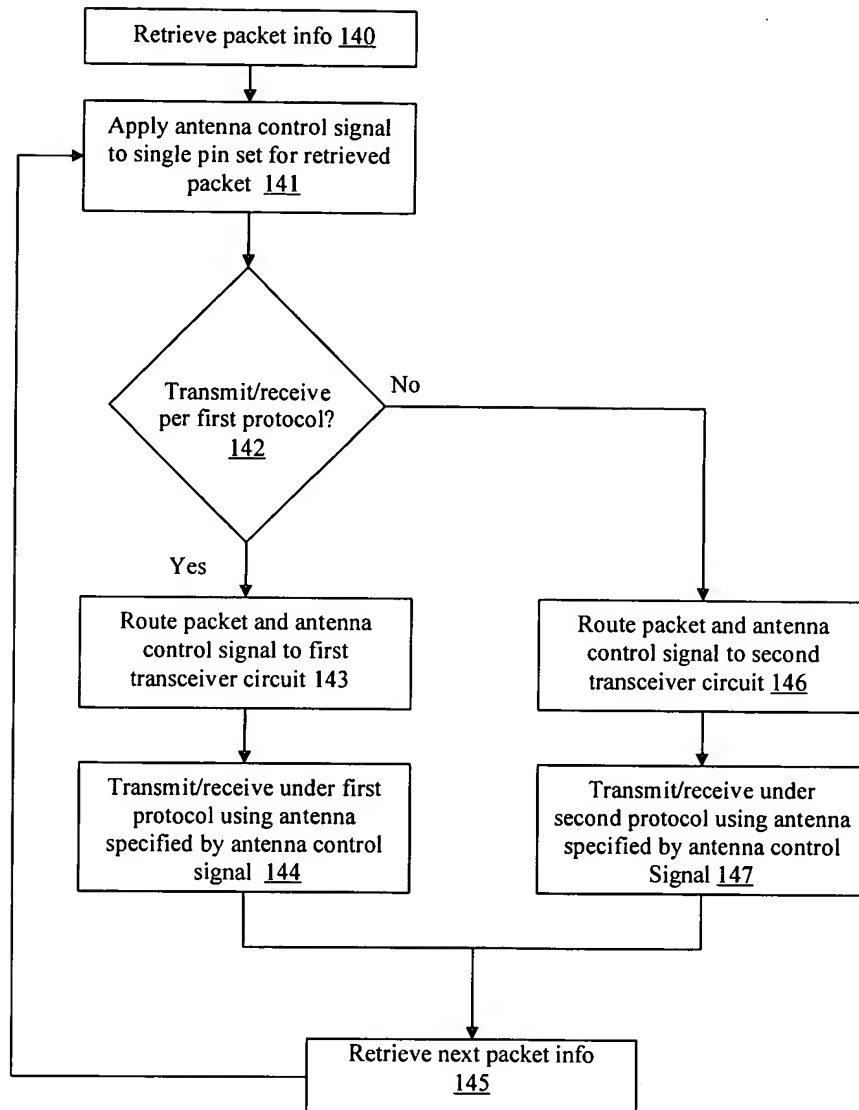 Retrieve packet info 140
Apply antenna control signal
to single pin set for retrieved
packet 141
Transmit/receive
per first protocol?
142
No
Yes
Route packet and antenna
control signal to first
transceiver circuit 143
Route packet and antenna
control signal to second
transceiver circuit 146
Transmit/receive under first
protocol using antenna
specified by antenna control
signal 144
Transmit/receive under
second protocol using antenna
specified by antenna control
Signal 147
Retrieve next packet info
145